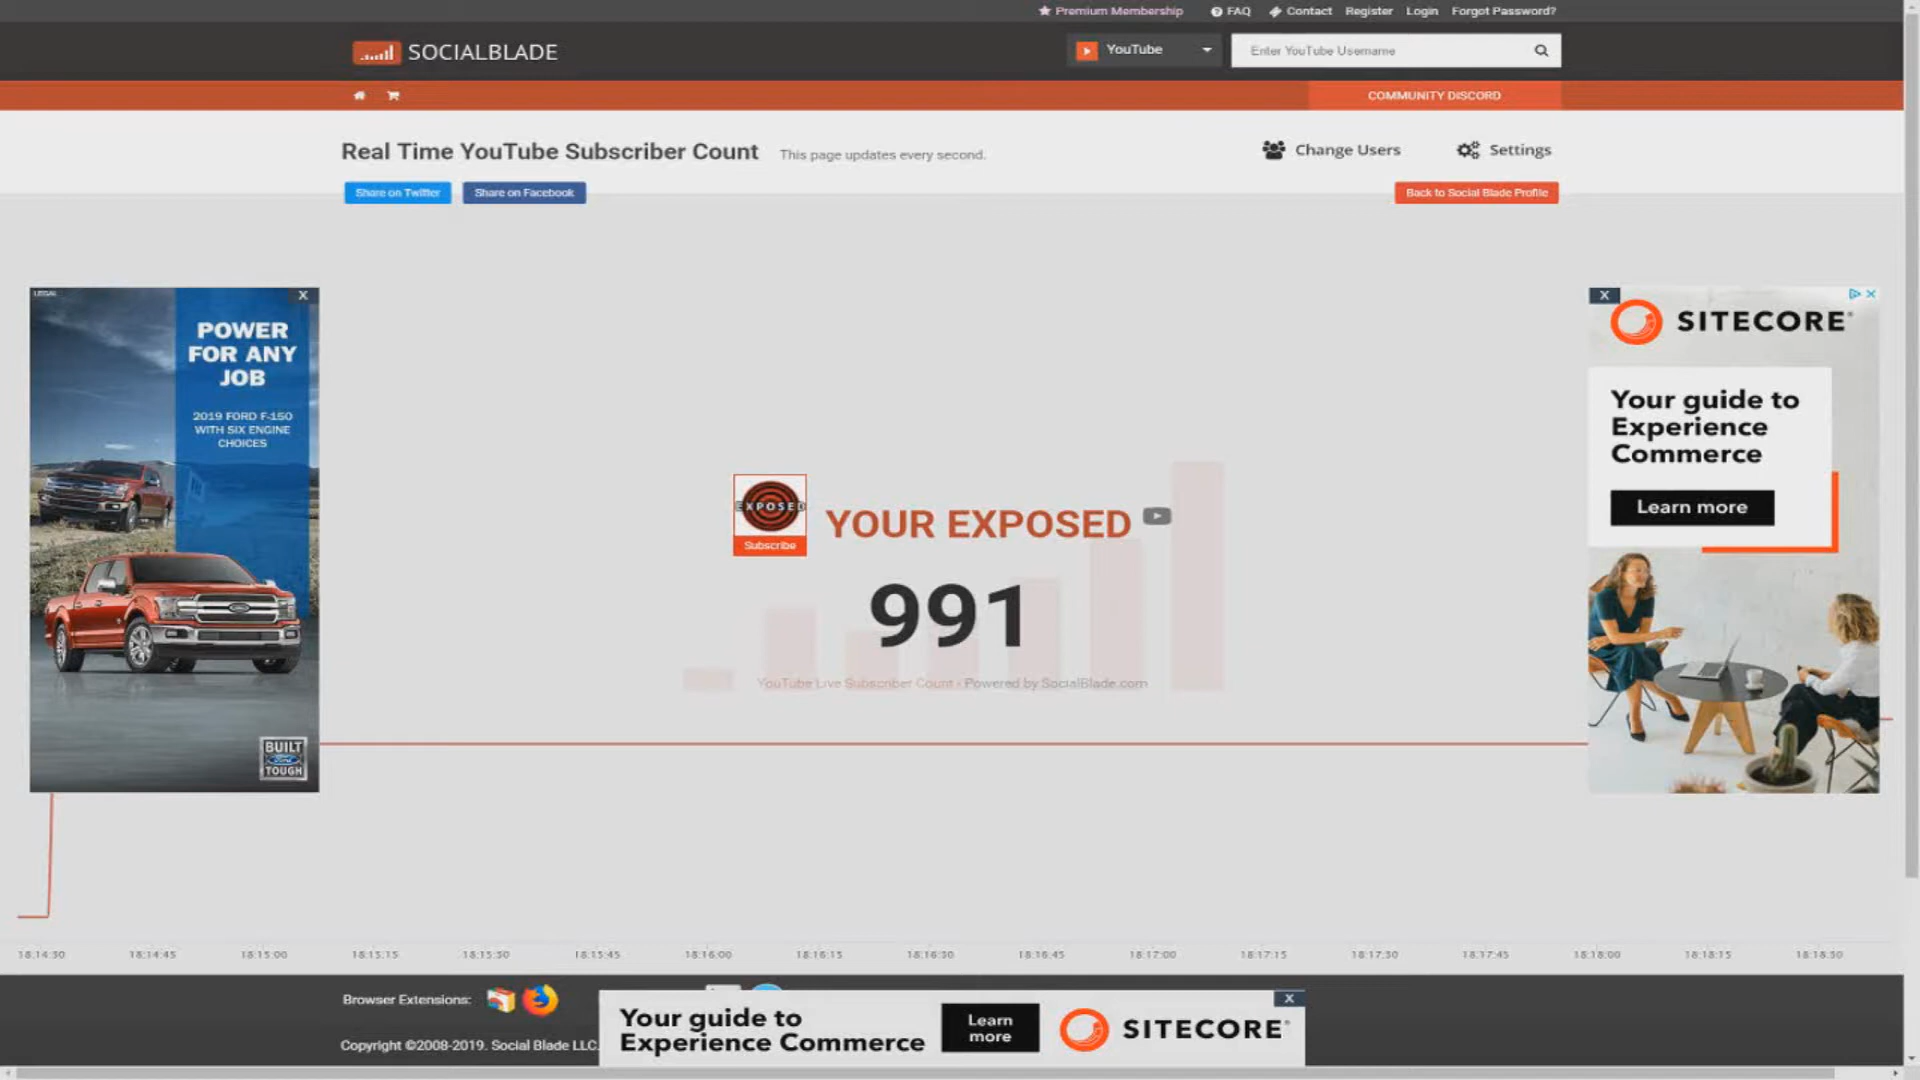 Premium Membership
FAQ
Contact
Register
Login
Forgot Password?
SOCIALBLADE
YouTube
Enter YouTube Username
COMMUNITY DISCORD
Real Time YouTube Subscriber Count
This page updates every second.
Change Users
Settings
Share on Twitter
Share on Facebook
Back to Social Blade Profile
LEGAL
X
POWER
FOR ANY
JOB
2019 FORD F-150
WITH SIX ENGINE
CHOICES
BUILT
Ford
TOUGH
EXPOSED
Subscribe
YOUR EXPOSED
991
YouTube Live Subscriber Count - Powered by SocialBlade.com
X
SITECORE
Your guide to
Experience
Commerce
Learn more
18:14:30
18:14:45
18:15:00
18:15:15
18:15:30
18:15:45
18:16:00
18:16:15
18:16:30
18:16:45
18:17:00
18:17:15
18:17:30
18:17:45
18:18:00
18:18:15
18:18:30
Browser Extensions:
Copyright ©2008-2019. Social Blade LLC.
Your guide to
Experience Commerce
Learn
more
SITECORE
X